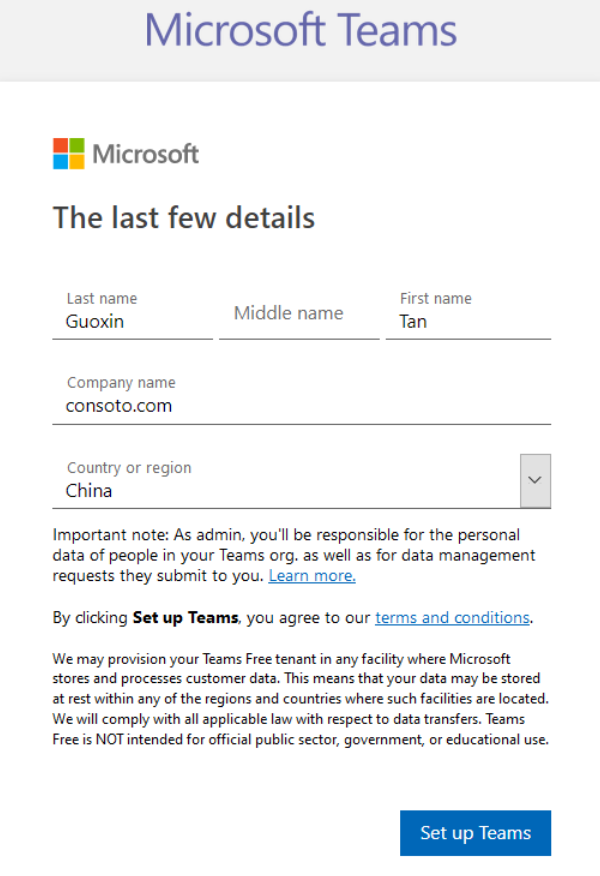 Microsoft Teams
Microsoft
The last few details
Last name
Guoxin
Middle name
First name
Tan
Company name
consoto.com
Country or region
China
Important note: As admin, you'll be responsible for the personal
data of people in your Teams org. as well as for data management
requests they submit to you. Learn more.
By clicking Set up Teams, you agree to our terms and conditions.
We may provision your Teams Free tenant in any facility where Microsoft
stores and processes customer data. This means that your data may be stored
at rest within any of the regions and countries where such facilities are located.
We will comply with all applicable law with respect to data transfers. Teams
Free is NOT intended for official public sector, government, or educational use.
Set up Teams